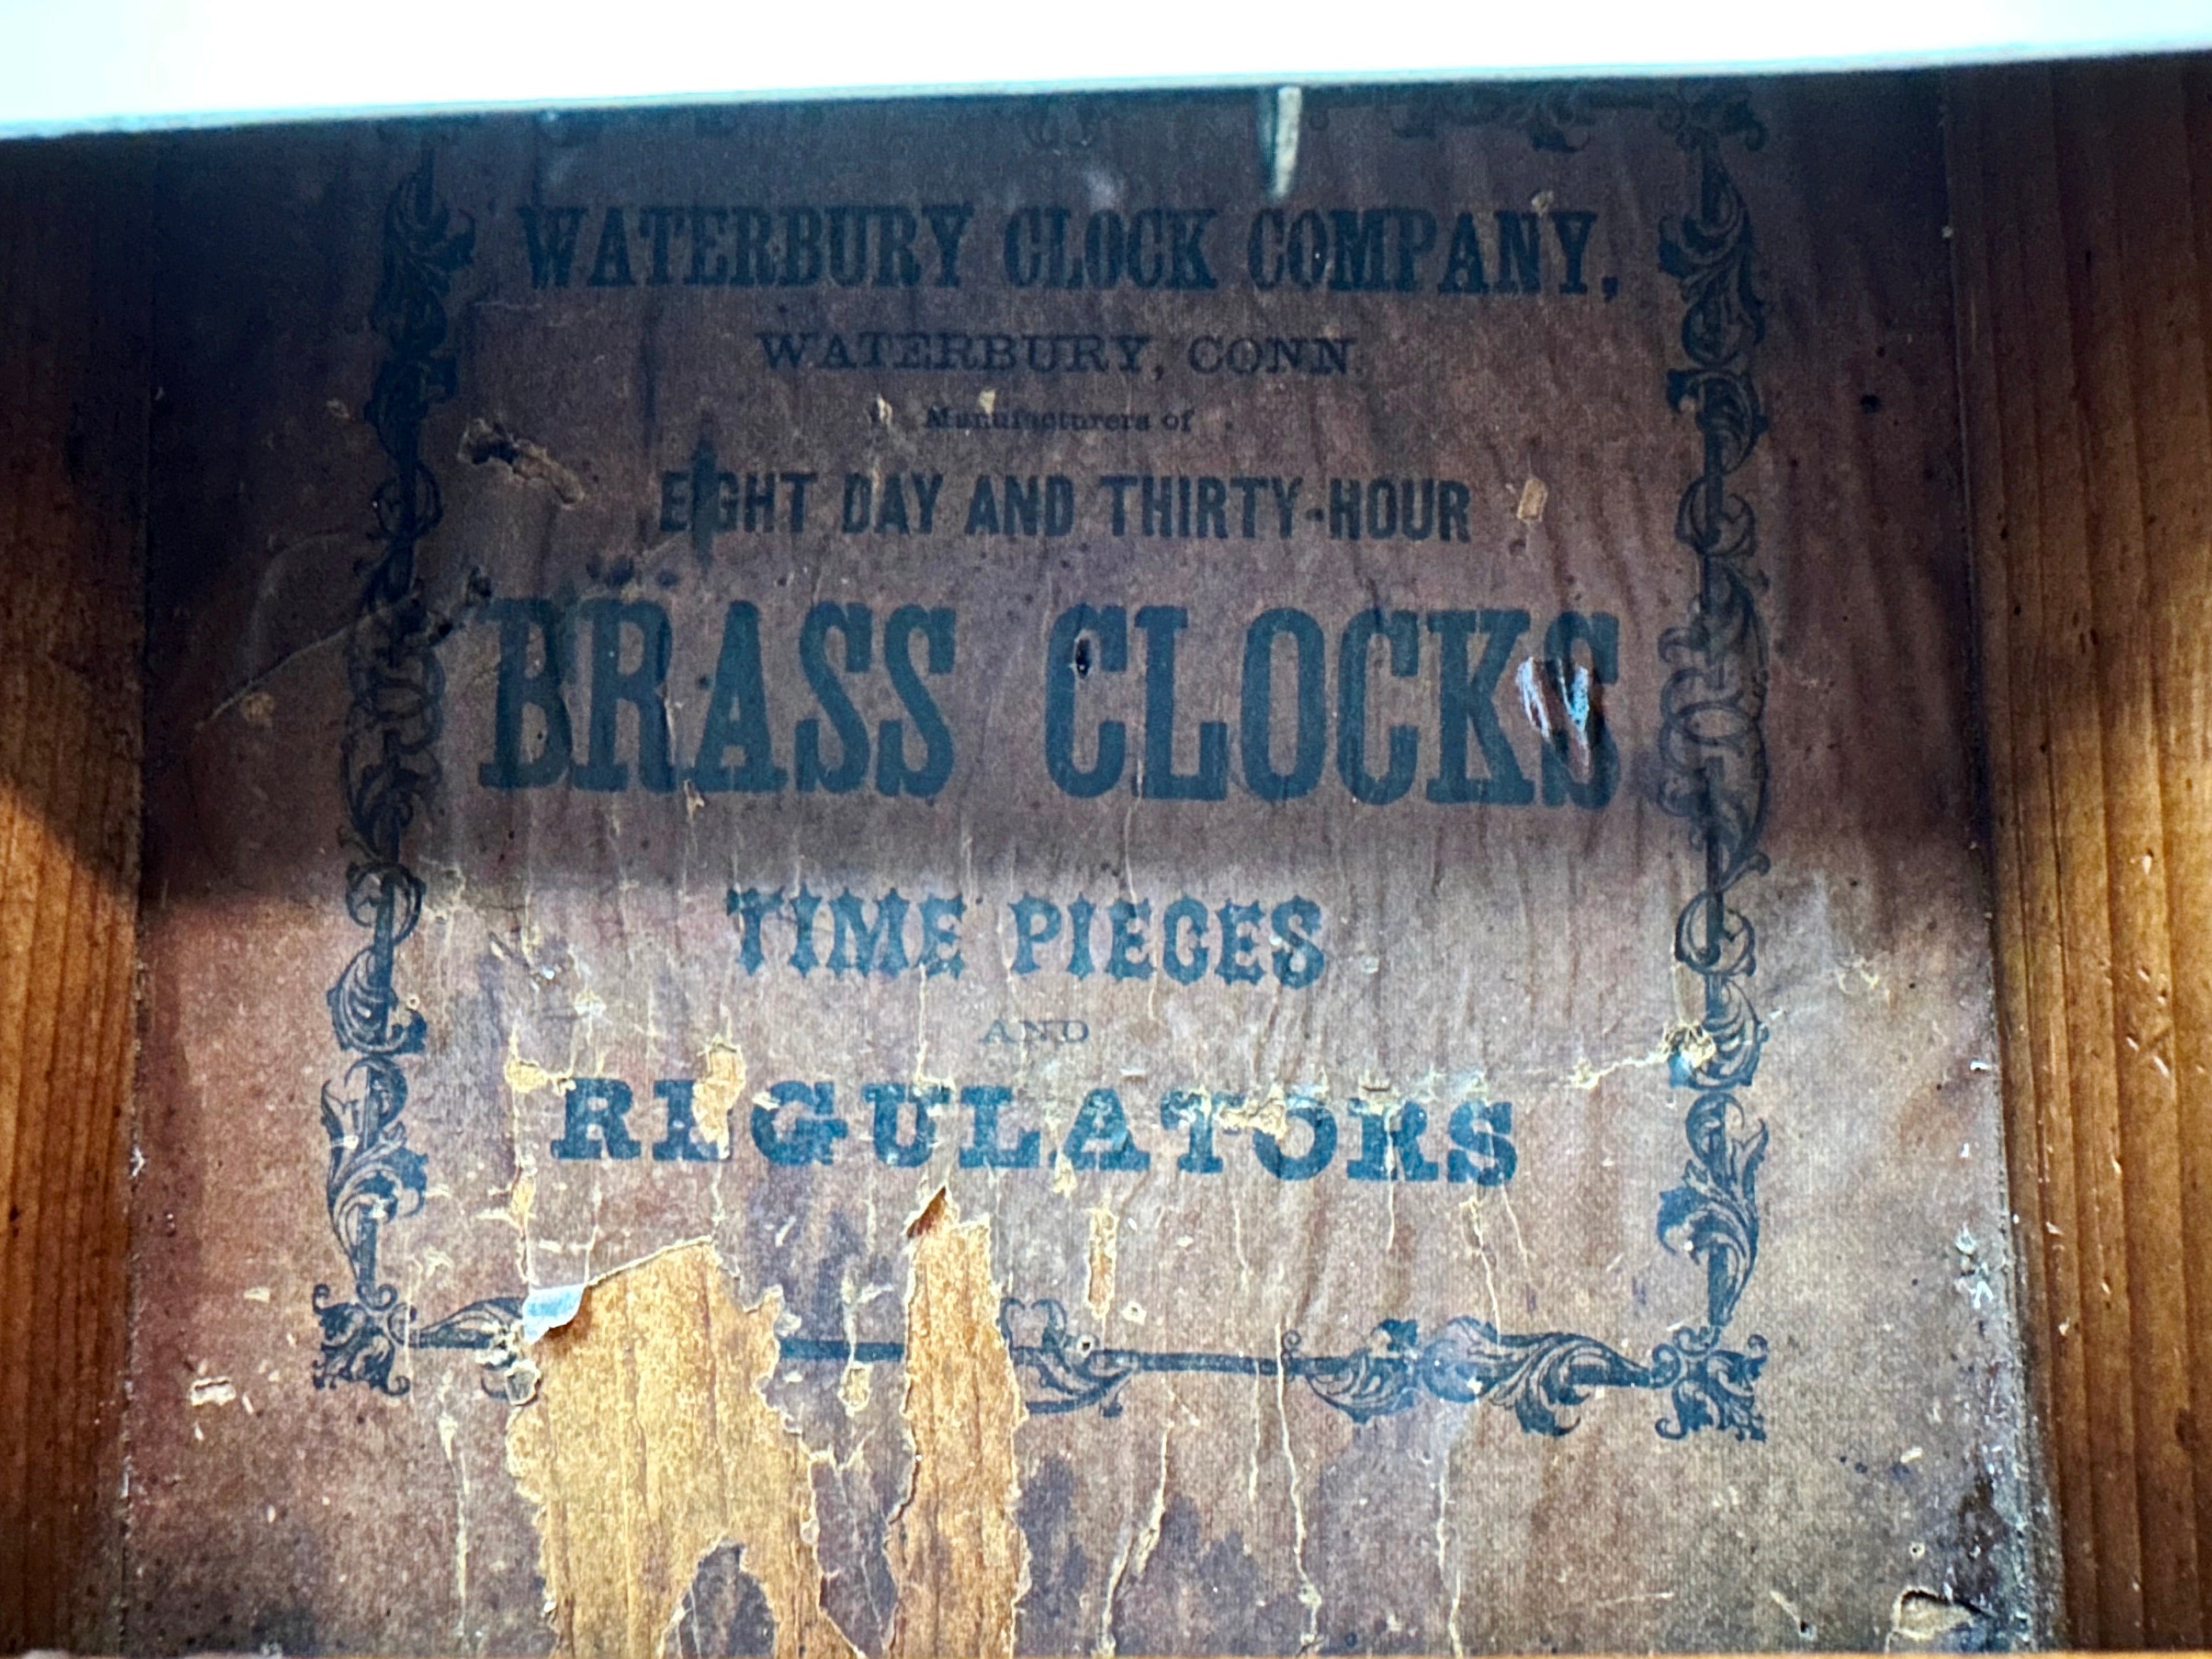 WATERBURY CLOCK COMPANY,
WATERBURY, CONN.
Manufacturers of
EIGHT DAY AND THIRTY-HOUR
BRASS CLOCKS
TIME PIECES
AND
REGULATORS